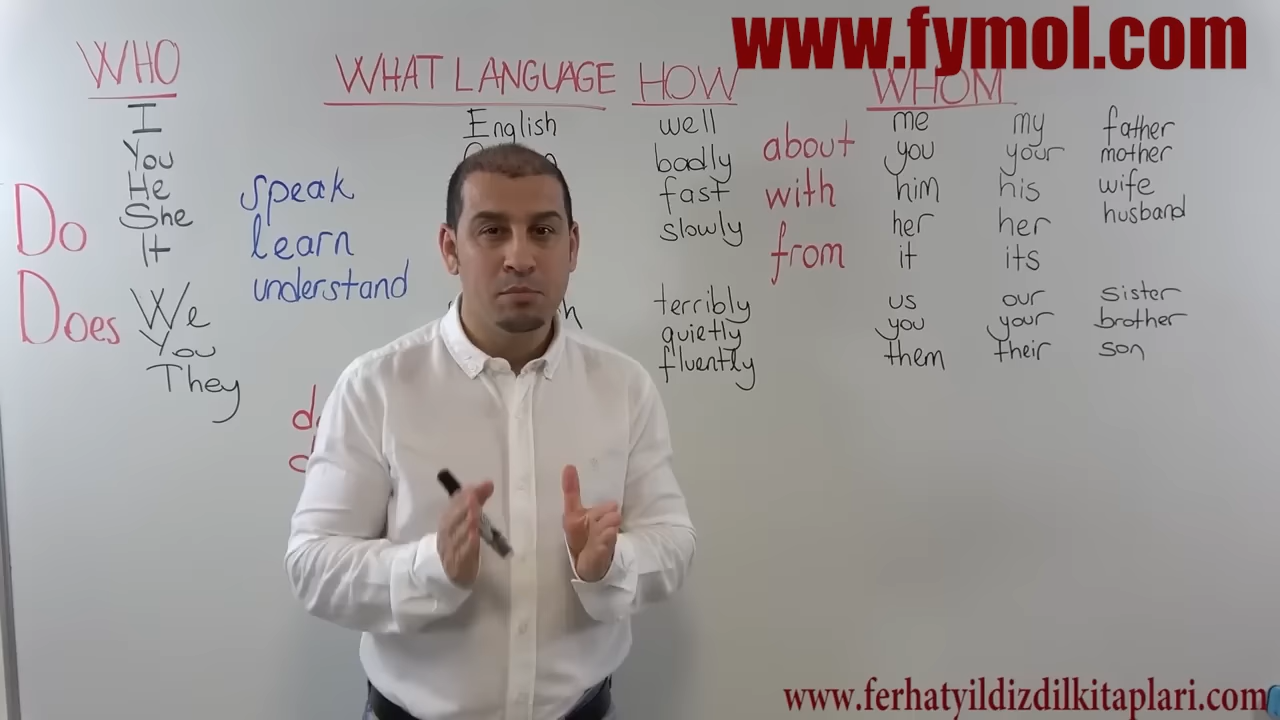 www.fymol.com
WHO
I
You
He
She
It
We
You
They
Do
Does
speak
learn
understand
WHAT LANGUAGE
English
HOW
well
badly
fast
slowly
terribly
quietly
fluently
about
with
from
WHOM
me
you
him
her
it
us
you
them
my
your
his
her
its
our
your
their
father
mother
wife
husband
sister
brother
son
www.ferhatyildizdilkitaplari.com